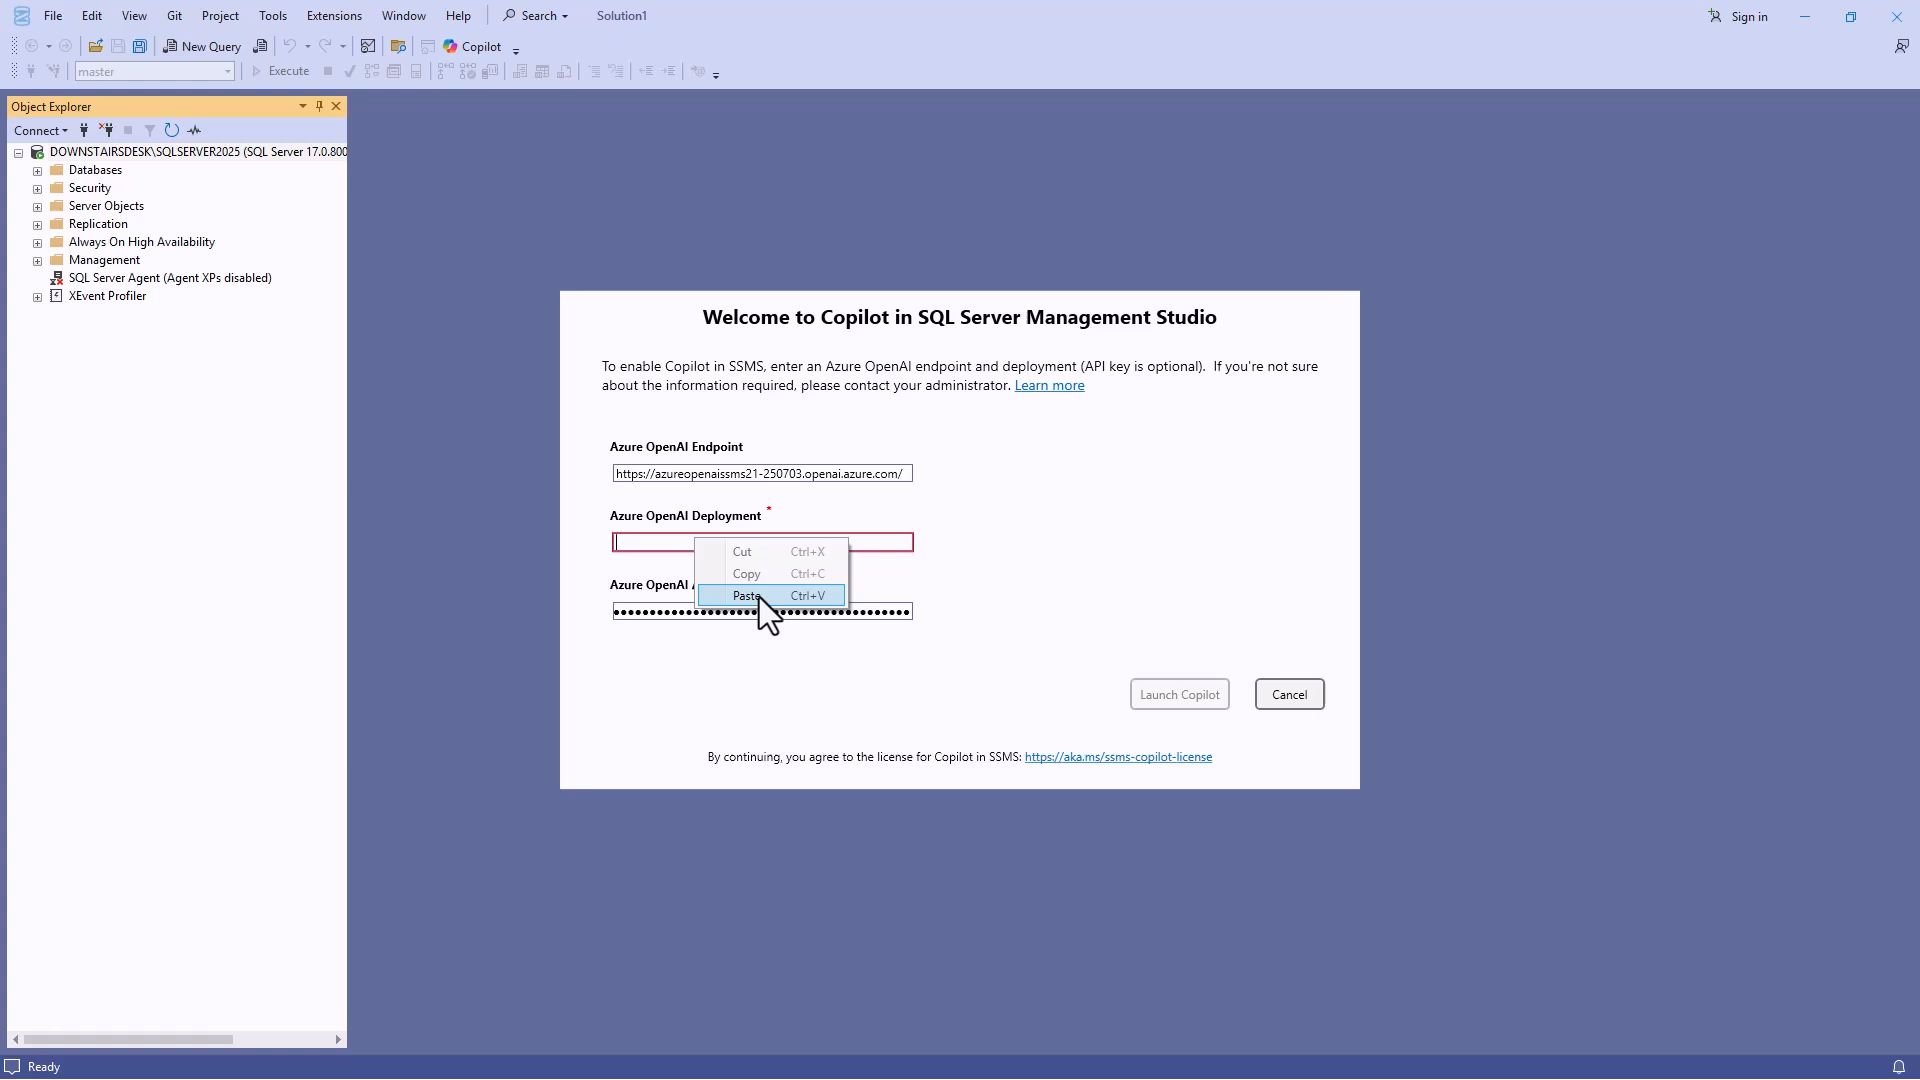 File Edit View Git Project Tools Extensions Window Help Search Solution1 Sign in
New Query Copilot
master Execute
Object Explorer
Connect
DOWNSTAIRSDESK\SQLSERVER2025 (SQL Server 17.0.800
Databases
Security
Server Objects
Replication
Always On High Availability
Management
SQL Server Agent (Agent XPs disabled)
XEvent Profiler
Welcome to Copilot in SQL Server Management Studio
To enable Copilot in SSMS, enter an Azure OpenAI endpoint and deployment (API key is optional). If you're not sure
about the information required, please contact your administrator. Learn more
Azure OpenAI Endpoint
https://azureopenaissms21-250703.openai.azure.com/
Azure OpenAI Deployment *
Cut Ctrl+X
Copy Ctrl+C
Azure OpenAI
Paste Ctrl+V
Launch Copilot Cancel
By continuing, you agree to the license for Copilot in SSMS: https://aka.ms/ssms-copilot-license
Ready